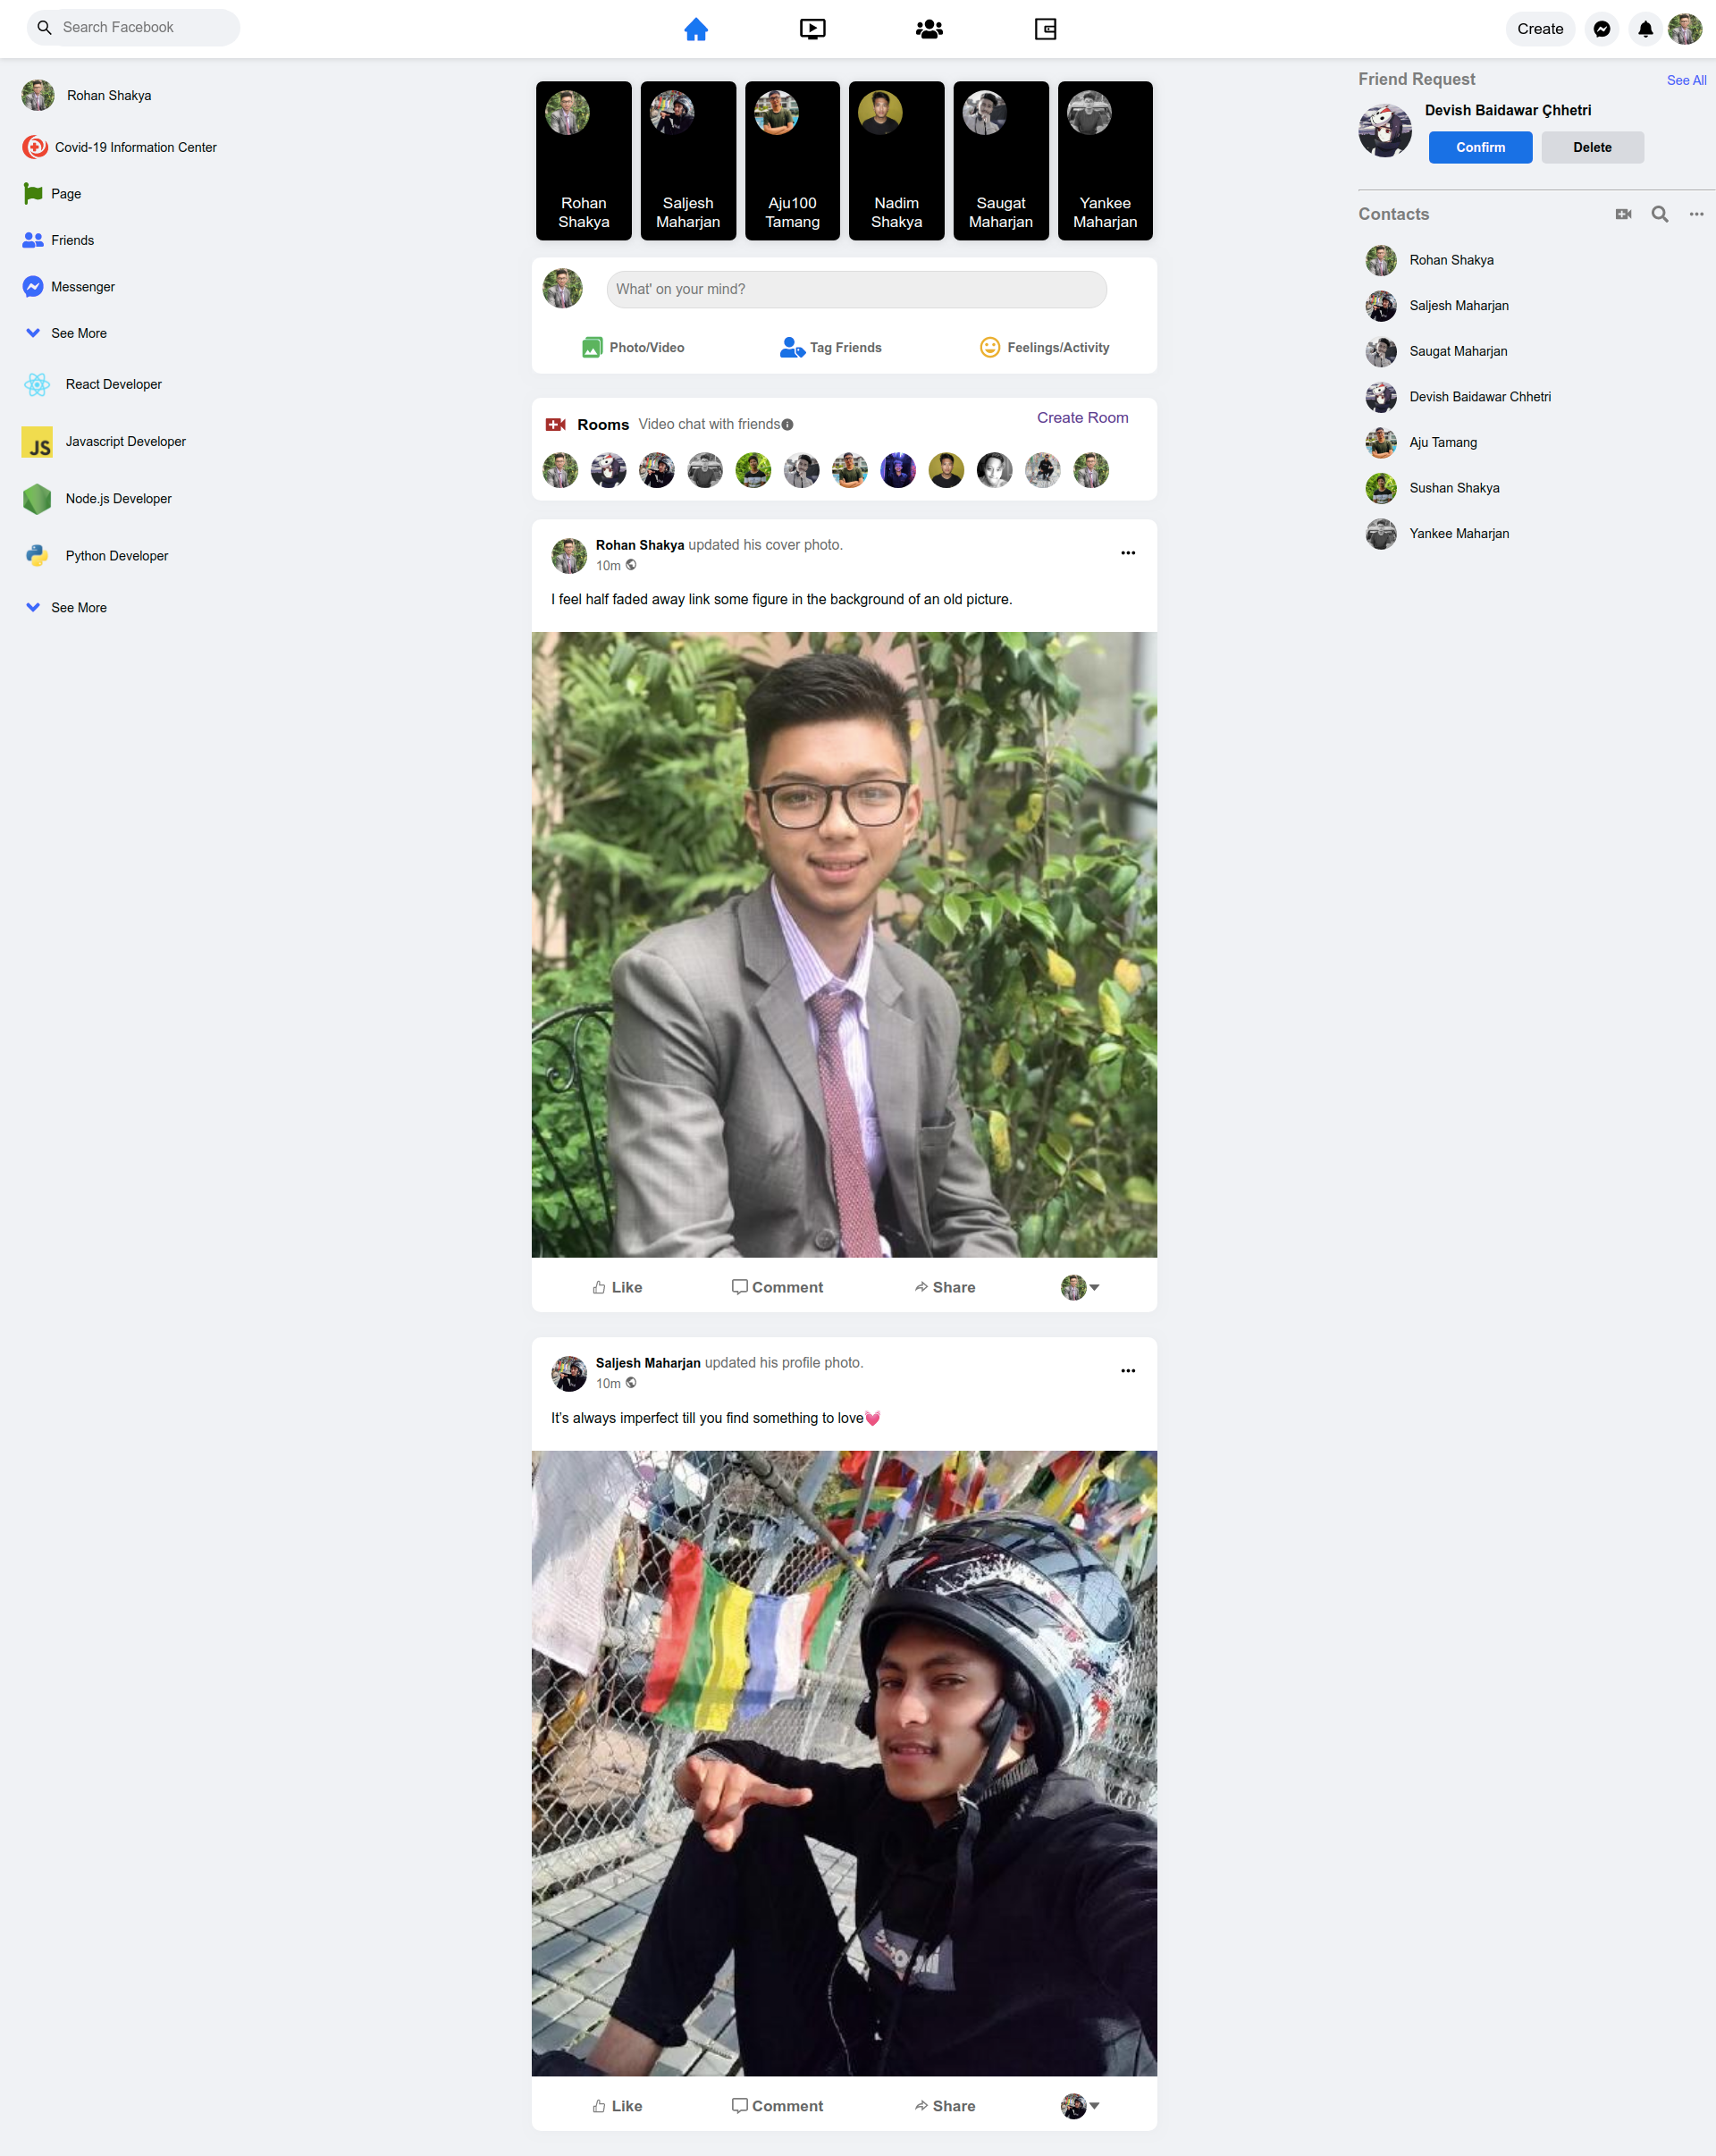 Search Facebook
Create
Rohan Shakya
Covid-19 Information Center
Page
Friends
Messenger
See More
React Developer
JS
Javascript Developer
Node.js Developer
Python Developer
See More
Rohan
Shakya
Saljesh
Maharjan
Aju100
Tamang
Nadim
Shakya
Saugat
Maharjan
Yankee
Maharjan
What' on your mind?
Photo/Video
Tag Friends
Feelings/Activity
Rooms Video chat with friends
Create Room
Rohan Shakya updated his cover photo.
10m
I feel half faded away link some figure in the background of an old picture.
Like
Comment
Share
Saljesh Maharjan updated his profile photo.
10m
It's always imperfect till you find something to love💓
Like
Comment
Share
Friend Request
See All
Devish Baidawar Çhhetri
Confirm
Delete
Contacts
Rohan Shakya
Saljesh Maharjan
Saugat Maharjan
Devish Baidawar Chhetri
Aju Tamang
Sushan Shakya
Yankee Maharjan